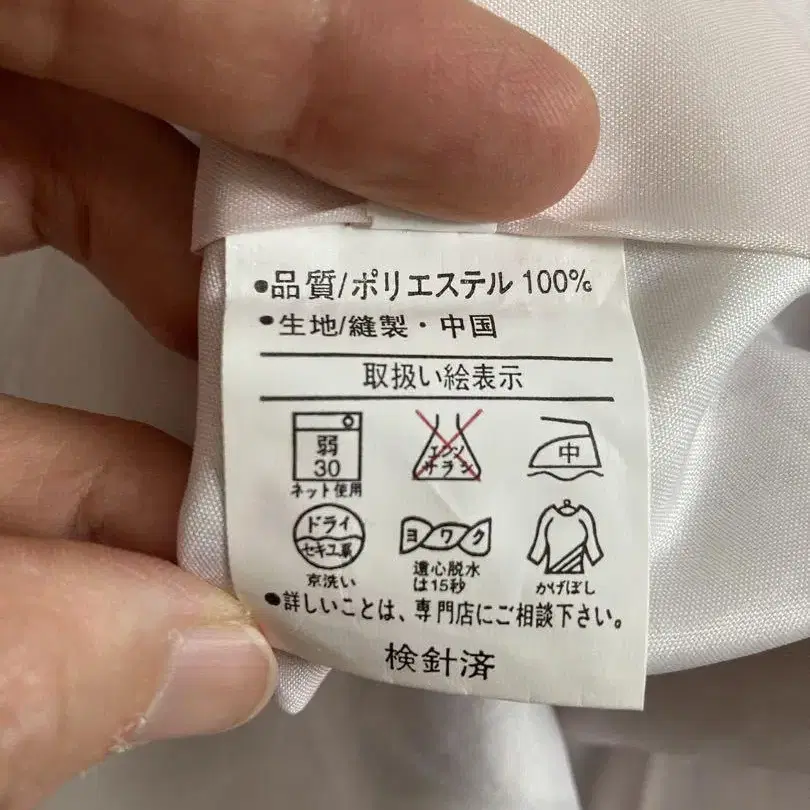 ●品質/ポリエステル 100%
●生地/縫製・中国
取扱い絵表示
弱
30
ネット使用
エンソ
サラシ
中
ドライ
セキユ系
京洗い
ヨワク
遠心脱水
は15秒
かげぼし
●詳しいことは、専門店にご相談下さい。
検針済